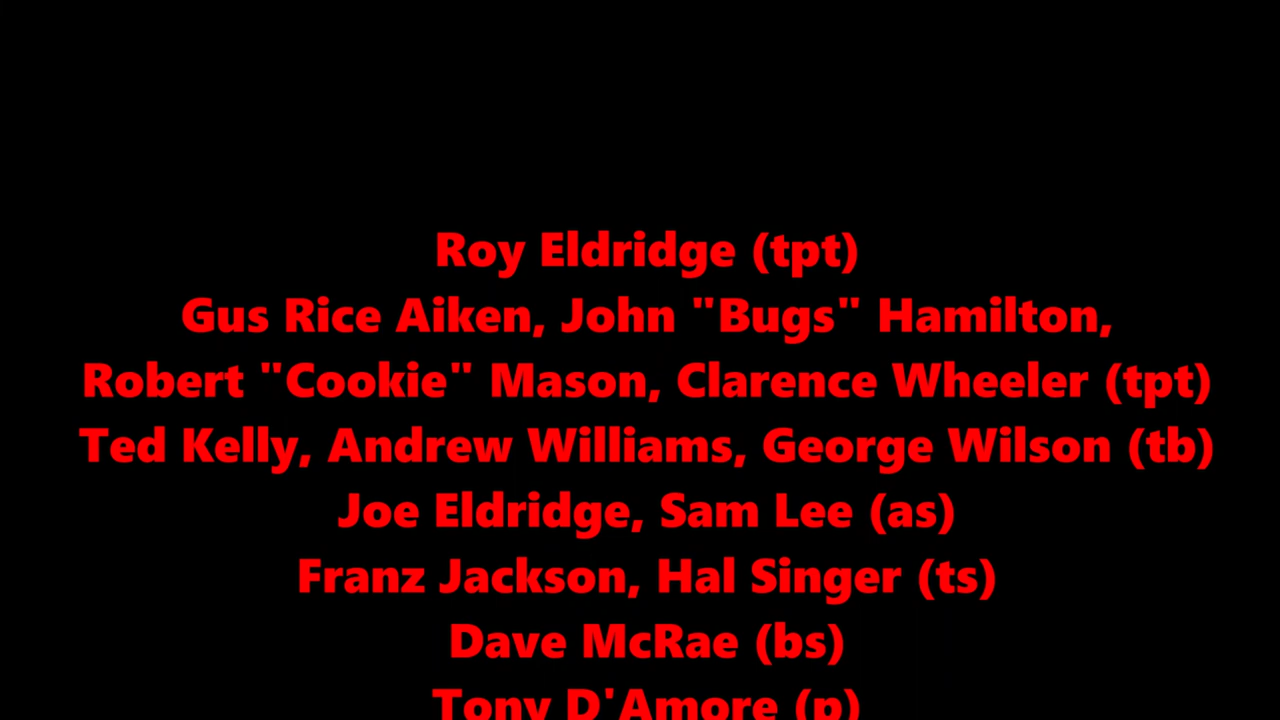 Roy Eldridge (tpt)
Gus Rice Aiken, John "Bugs" Hamilton,
Robert "Cookie" Mason, Clarence Wheeler (tpt)
Ted Kelly, Andrew Williams, George Wilson (tb)
Joe Eldridge, Sam Lee (as)
Franz Jackson, Hal Singer (ts)
Dave McRae (bs)
Tony D'Amore (p)